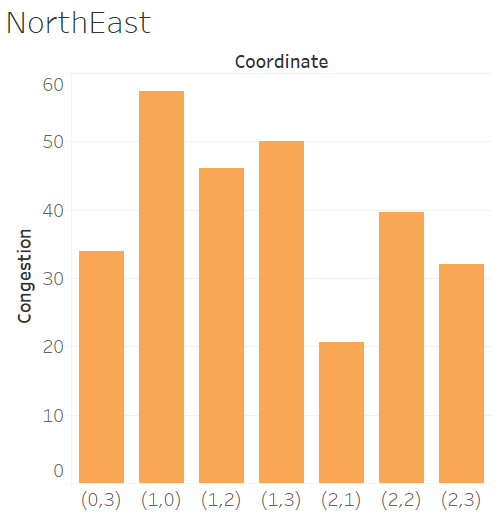 NorthEast
Coordinate
60
50
40
30
20
10
0
Congestion
(0,3) (1,0) (1,2) (1,3) (2,1) (2,2) (2,3)